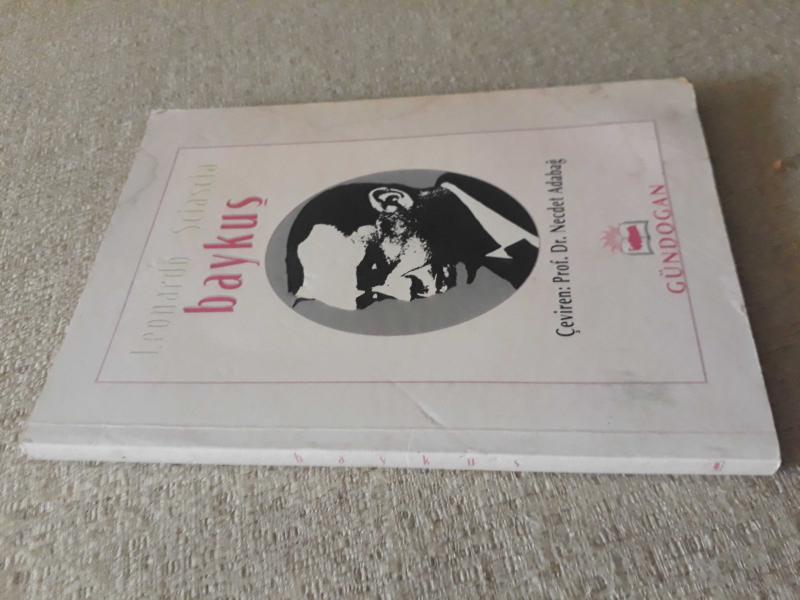 Leonardo Sciascia
baykuş
Çeviren: Prof. Dr. Necdet Adabağ
GÜNDOĞAN
baykuş